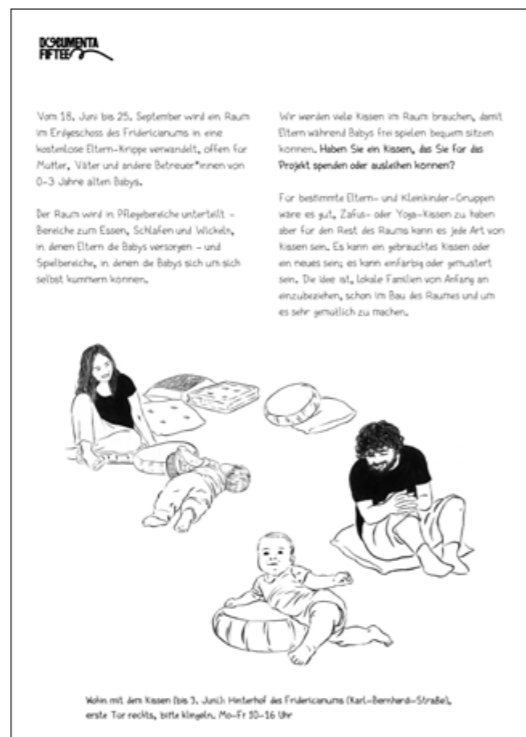 DOCUMENTA
FIFTEEN
Vom 18. Juni bis 25. September wird ein Raum
im Erdgeschoss des Fridericianums in eine
kostenlose Eltern-Krippe verwandelt, offen für
Mütter, Väter und andere Betreuer*innen von
0-3 Jahre alten Babys.
Der Raum wird in Pflegebereiche unterteilt -
Bereiche zum Essen, Schlafen und Wickeln,
in denen Eltern die Babys versorgen - und
Spielbereiche, in denen die Babys sich um sich
selbst kümmern können.
Wir werden viele Kissen im Raum brauchen, damit
Eltern während Babys frei spielen bequem sitzen
können. Haben Sie ein Kissen, das Sie für das
Projekt spenden oder ausleihen können?
Für bestimmte Eltern- und Kleinkinder-Gruppen
wäre es gut, Zafus- oder Yoga-Kissen zu haben
aber für den Rest des Raums kann es jede Art von
Kissen sein. Es kann ein gebrauchtes Kissen oder
ein neues sein; es kann einfarbig oder gemustert
sein. Die Idee ist, lokale Familien von Anfang an
einzubeziehen, schon im Bau des Raumes und um
es sehr gemütlich zu machen.
Wohin mit dem Kissen (bis 3. Juni): Hinterhof des Fridericianums (Karl-Bernhardi-Straße),
erste Tor rechts, bitte klingeln. Mo-Fr 10-16 Uhr